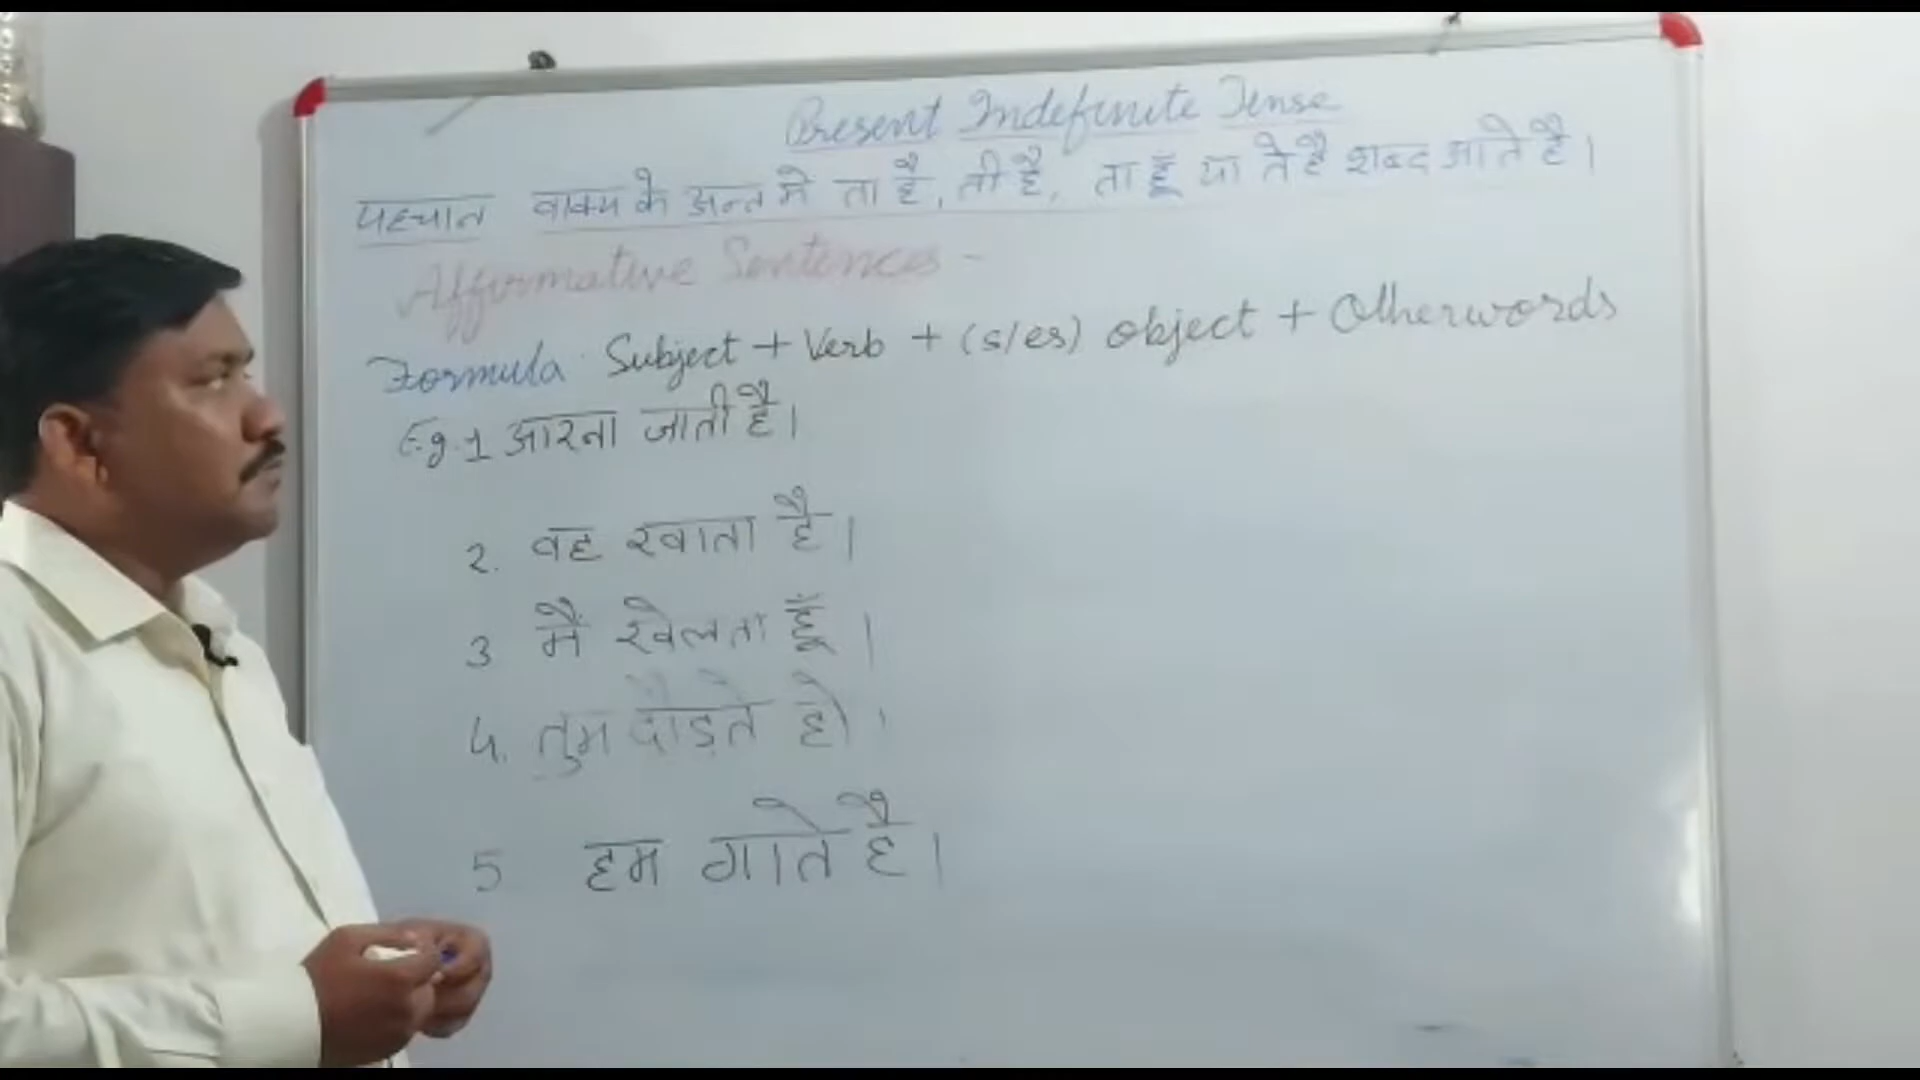 Present Indefinite Tense
पहचान वाक्य के अन्त मे ता है, ती है, ता हूँ या ते है शब्द आते है।
Affirmative Sentences -
Formula Subject + Verb + (s/es) object + Otherwords
E.g. 1 आरना जाती है।
2. वह खाता है।
3 मै खेलता हूँ।
4. तुम दौड़ते हो।
5 हम गाते है।